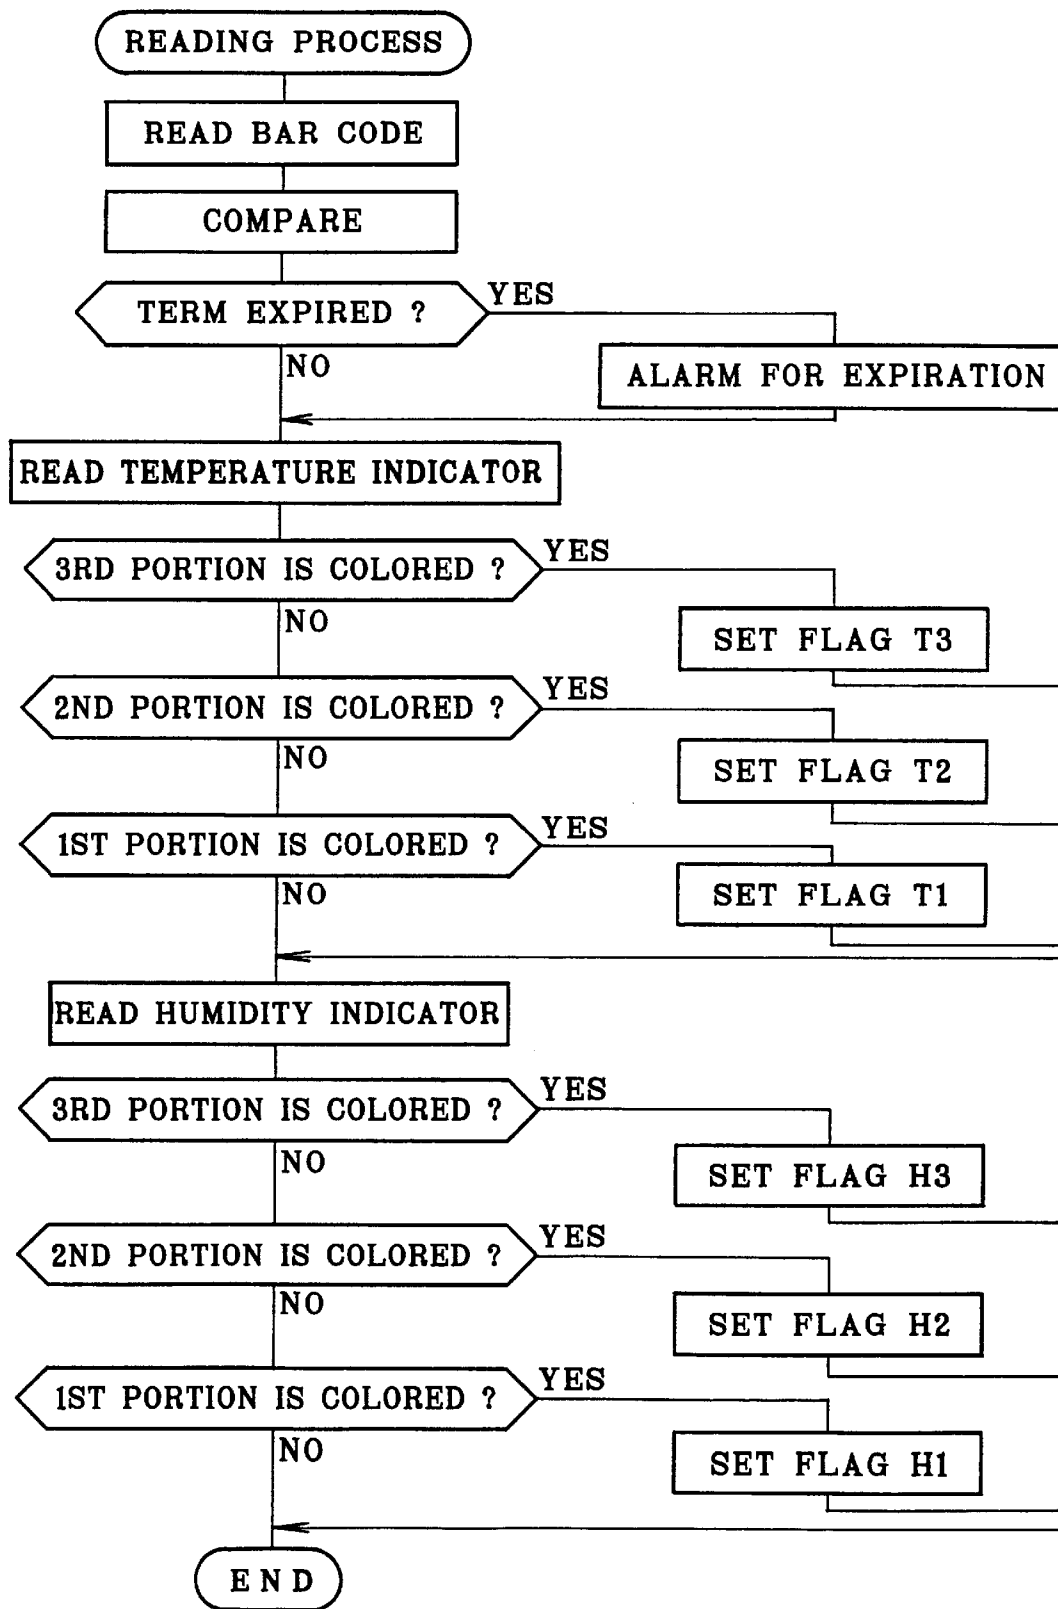 READING PROCESS
READ BAR CODE
COMPARE
TERM EXPIRED ?
YES
NO
ALARM FOR EXPIRATION
READ TEMPERATURE INDICATOR
3RD PORTION IS COLORED ?
YES
NO
SET FLAG T3
2ND PORTION IS COLORED ?
YES
NO
SET FLAG T2
1ST PORTION IS COLORED ?
YES
NO
SET FLAG T1
READ HUMIDITY INDICATOR
3RD PORTION IS COLORED ?
YES
NO
SET FLAG H3
2ND PORTION IS COLORED ?
YES
NO
SET FLAG H2
1ST PORTION IS COLORED ?
YES
NO
SET FLAG H1
END